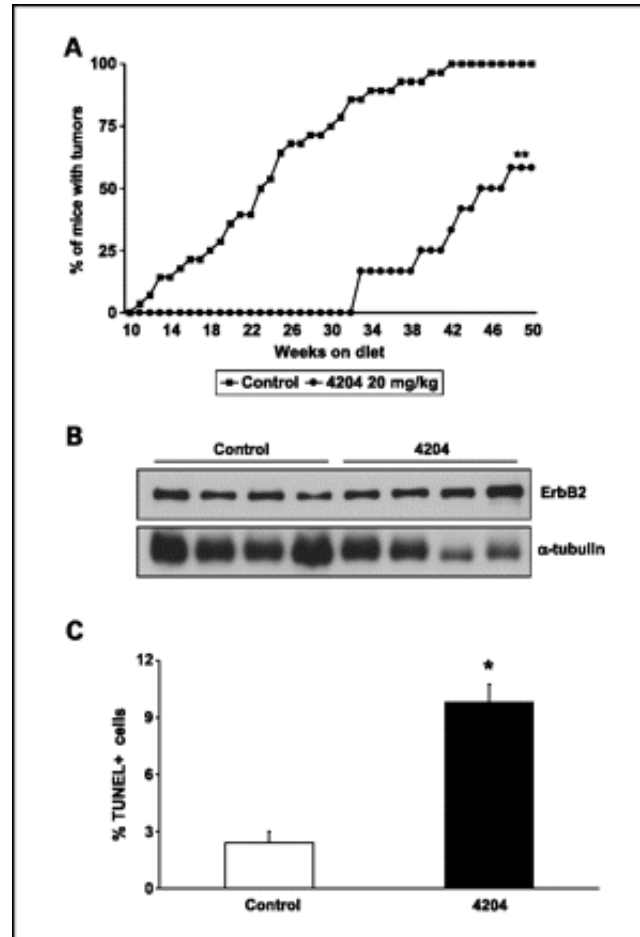 A
100
75
50
25
0
% of mice with tumors
**
10 14 18 22 26 30 34 38 42 46 50
Weeks on diet
Control 4204 20 mg/kg
B
Control 4204
ErbB2
α-tubulin
C
12
9
6
3
0
% TUNEL+ cells
*
Control 4204